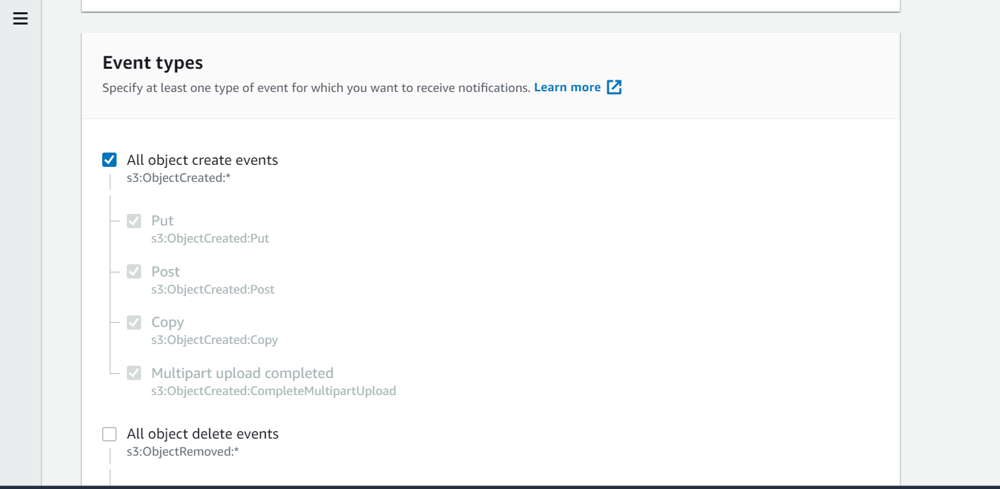 Event types
Specify at least one type of event for which you want to receive notifications. Learn more
All object create events
s3:ObjectCreated:*
Put
s3:ObjectCreated:Put
Post
s3:ObjectCreated:Post
Copy
s3:ObjectCreated:Copy
Multipart upload completed
s3:ObjectCreated:CompleteMultipartUpload
All object delete events
s3:ObjectRemoved:*